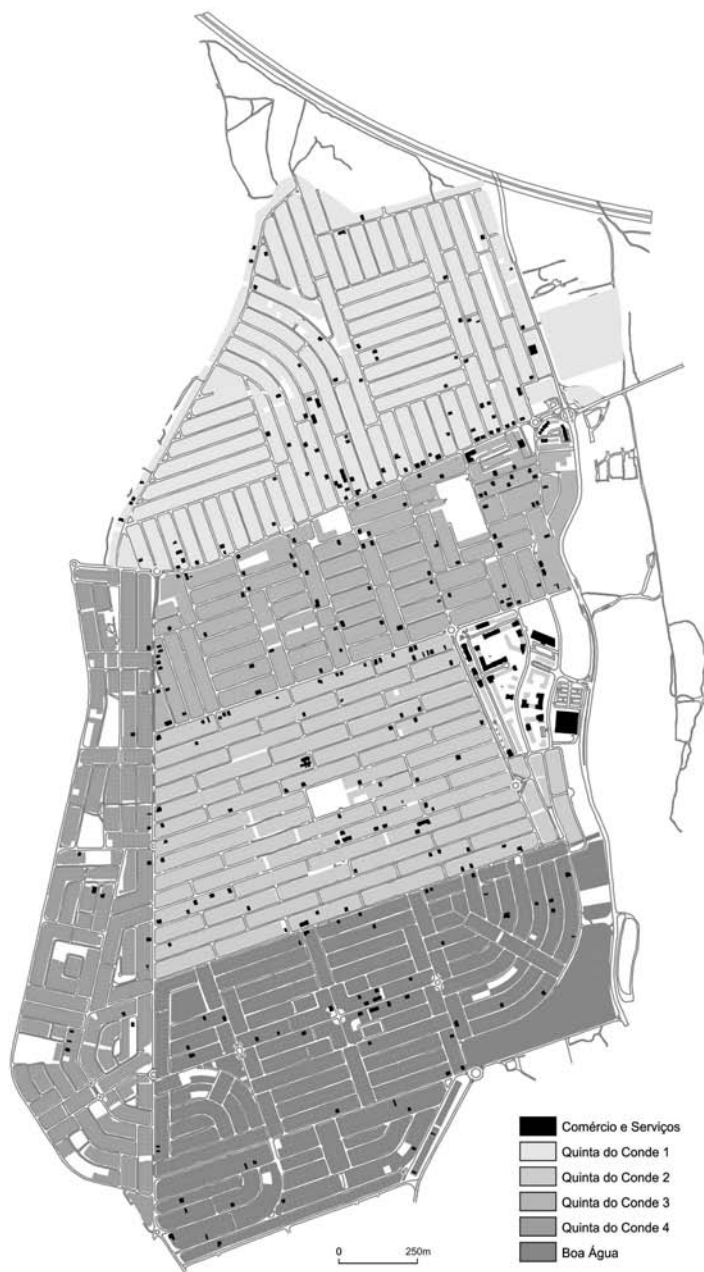 Comércio e Serviços
Quinta do Conde 1
Quinta do Conde 2
Quinta do Conde 3
Quinta do Conde 4
Boa Água
0 250m